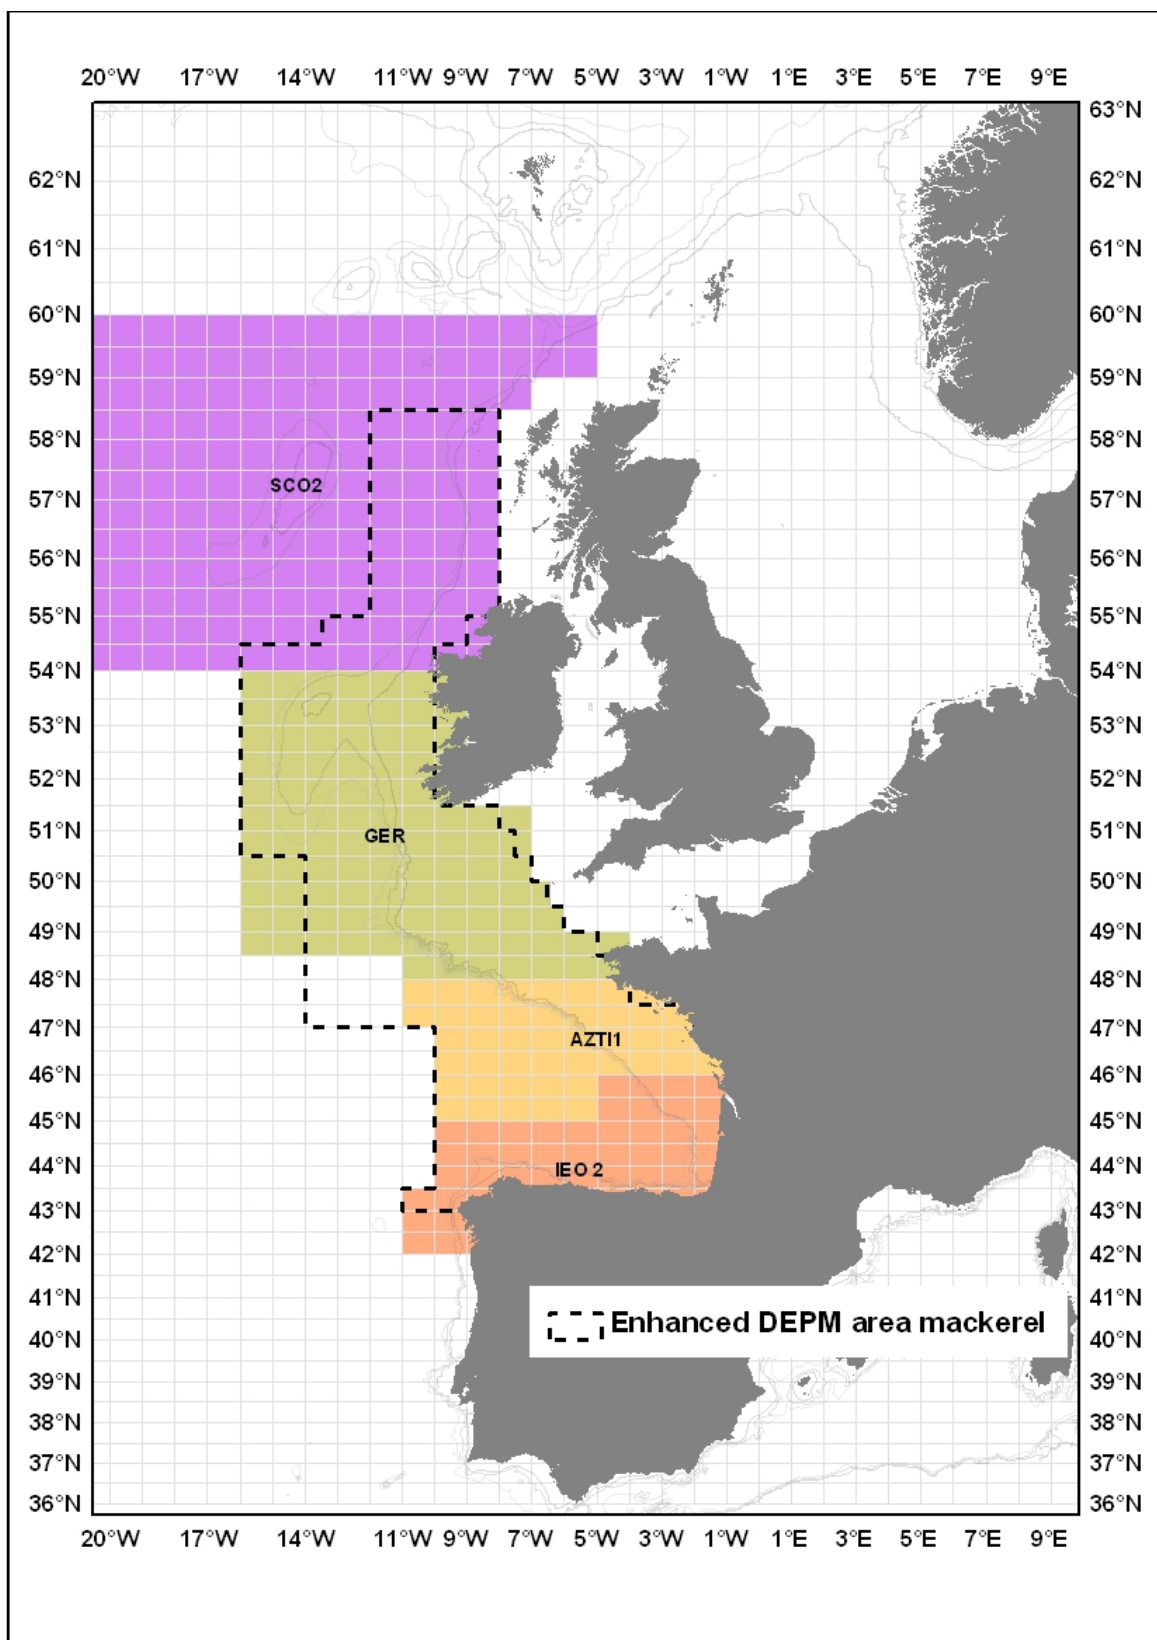 20°W 17°W 14°W 11°W 9°W 7°W 5°W 3°W 1°W 1°E 3°E 5°E 7°E 9°E
63°N
62°N 62°N
61°N 61°N
60°N 60°N
59°N 59°N
58°N 58°N
SCO2
57°N 57°N
56°N 56°N
55°N 55°N
54°N 54°N
53°N 53°N
52°N 52°N
51°N GER 51°N
50°N 50°N
49°N 49°N
48°N 48°N
47°N AZTI1 47°N
46°N 46°N
45°N 45°N
44°N IEO 2 44°N
43°N 43°N
42°N 42°N
41°N 41°N
Enhanced DEPM area mackerel
40°N 40°N
39°N 39°N
38°N 38°N
37°N 37°N
36°N 36°N
20°W 17°W 14°W 11°W 9°W 7°W 5°W 3°W 1°W 1°E 3°E 5°E 7°E 9°E